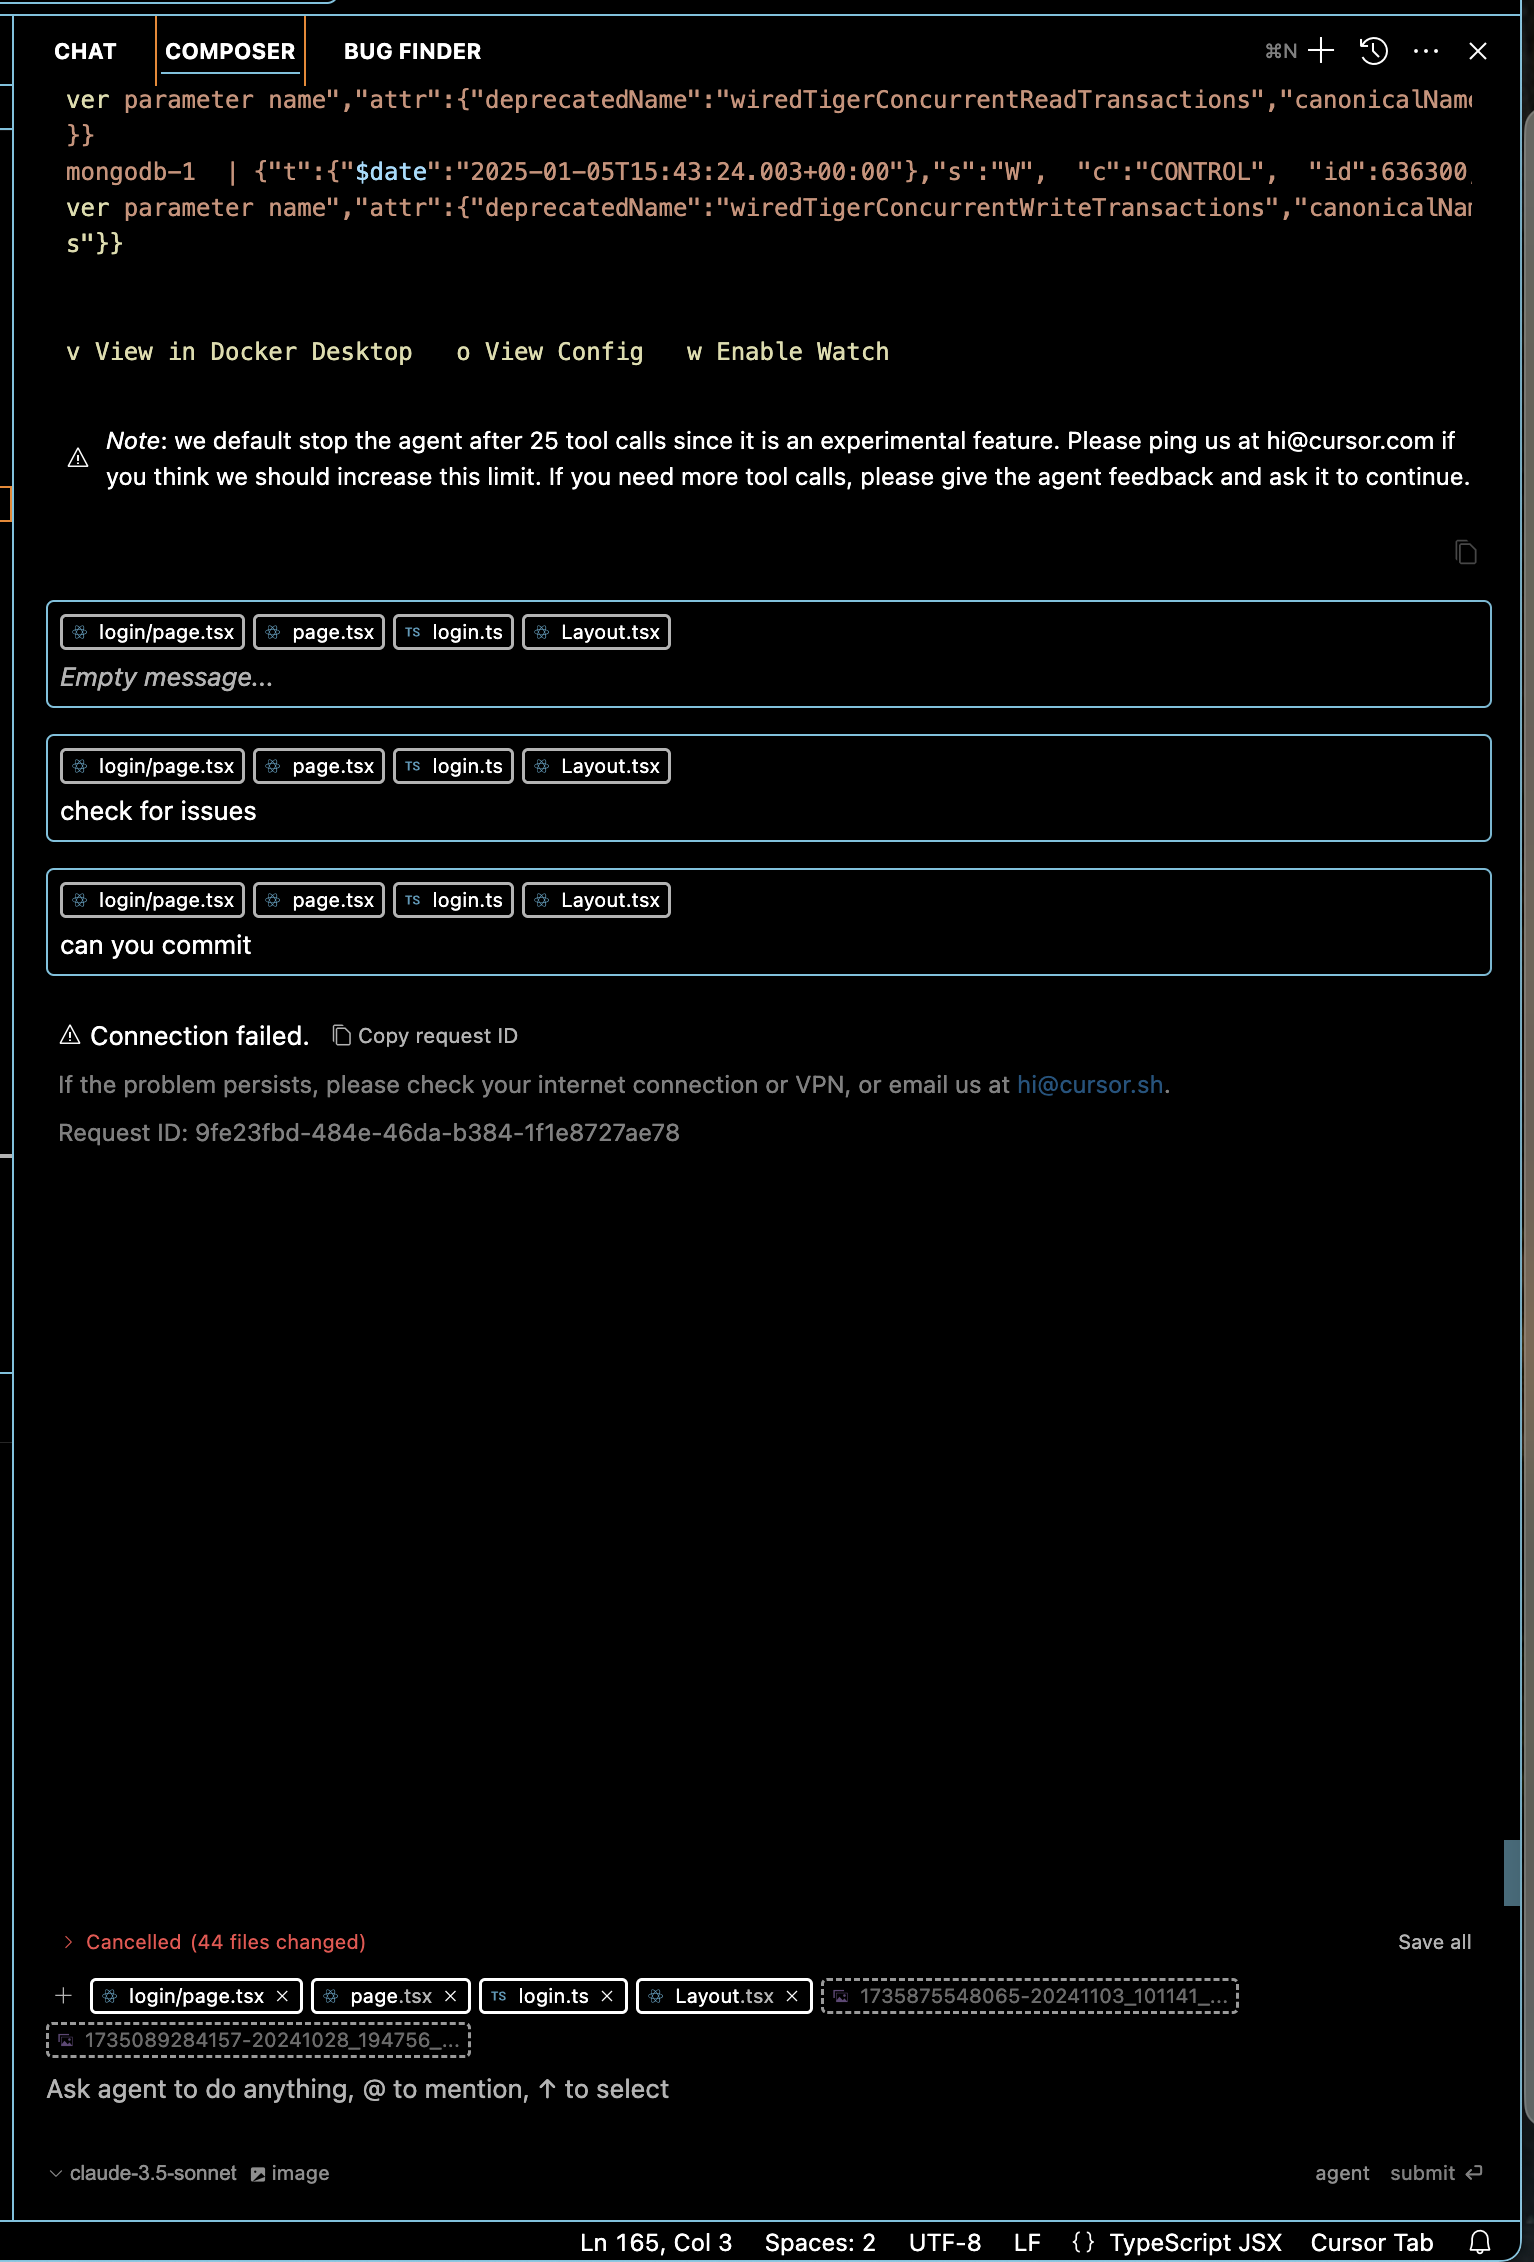 CHAT COMPOSER BUG FINDER ⌘N
ver parameter name","attr":{"deprecatedName":"wiredTigerConcurrentReadTransactions","canonicalName
}}
mongodb-1  | {"t":{"$date":"2025-01-05T15:43:24.003+00:00"},"s":"W",  "c":"CONTROL",  "id":636300,
ver parameter name","attr":{"deprecatedName":"wiredTigerConcurrentWriteTransactions","canonicalNam
s"}}
v View in Docker Desktop   o View Config   w Enable Watch
Note: we default stop the agent after 25 tool calls since it is an experimental feature. Please ping us at hi@cursor.com if
you think we should increase this limit. If you need more tool calls, please give the agent feedback and ask it to continue.
login/page.tsx page.tsx TS login.ts Layout.tsx
Empty message...
login/page.tsx page.tsx TS login.ts Layout.tsx
check for issues
login/page.tsx page.tsx TS login.ts Layout.tsx
can you commit
Connection failed. Copy request ID
If the problem persists, please check your internet connection or VPN, or email us at hi@cursor.sh.
Request ID: 9fe23fbd-484e-46da-b384-1f1e8727ae78
Cancelled (44 files changed) Save all
login/page.tsx × page.tsx × TS login.ts × Layout.tsx × 1735875548065-20241103_101141_...
1735089284157-20241028_194756_...
Ask agent to do anything, @ to mention, ↑ to select
claude-3.5-sonnet image agent submit
Ln 165, Col 3 Spaces: 2 UTF-8 LF {} TypeScript JSX Cursor Tab